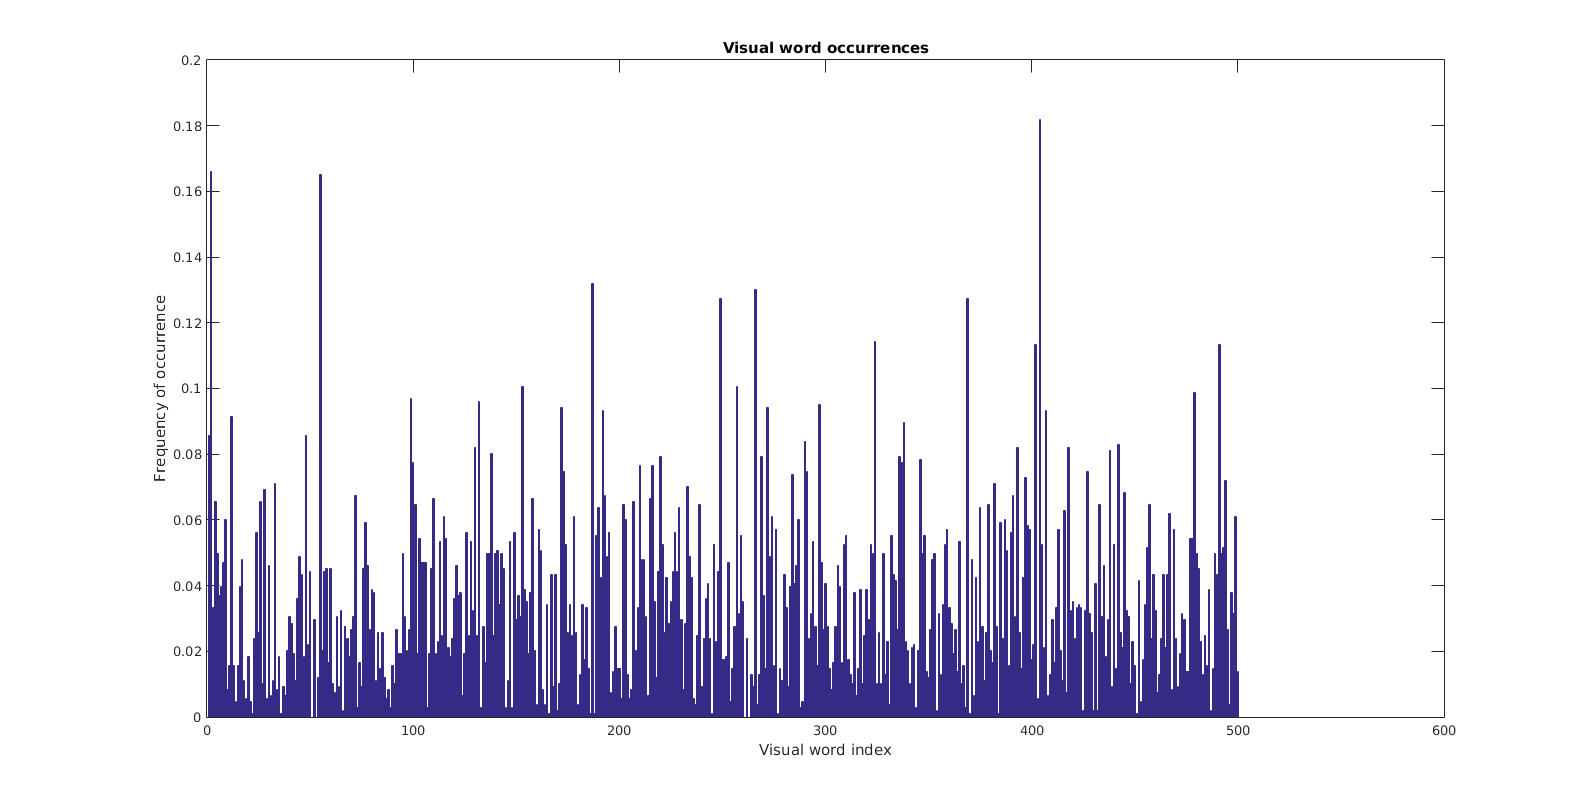 Visual word occurrences
0.2
0.18
0.16
0.14
0.12
0.1
0.08
0.06
0.04
0.02
0
Frequency of occurrence
0 100 200 300 400 500 600
Visual word index